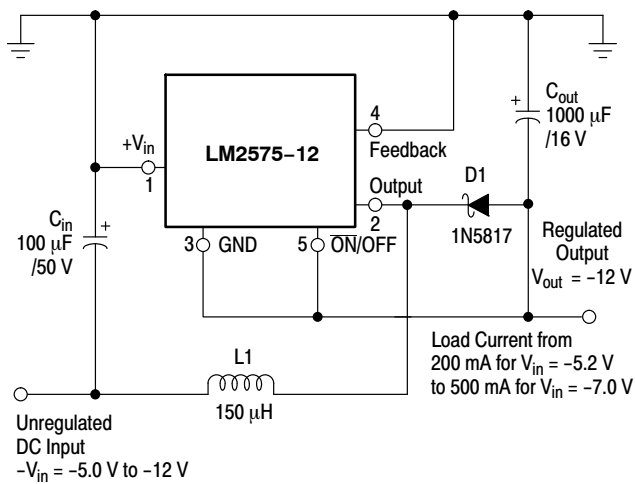 Cout
1000 µF
/16 V
4
Feedback
+Vin
1
LM2575–12
D1
Output
2
1N5817
Cin
100 µF
/50 V
3
GND
5
O̅N̅/OFF
Regulated
Output
Vout = –12 V
L1
150 µH
Load Current from
200 mA for Vin = –5.2 V
to 500 mA for Vin = –7.0 V
Unregulated
DC Input
–Vin = –5.0 V to –12 V
+
+